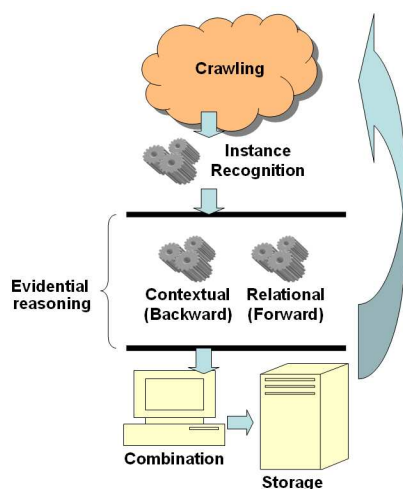 Crawling
Instance
Recognition
Evidential
reasoning
Contextual
(Backward)
Relational
(Forward)
Combination
Storage